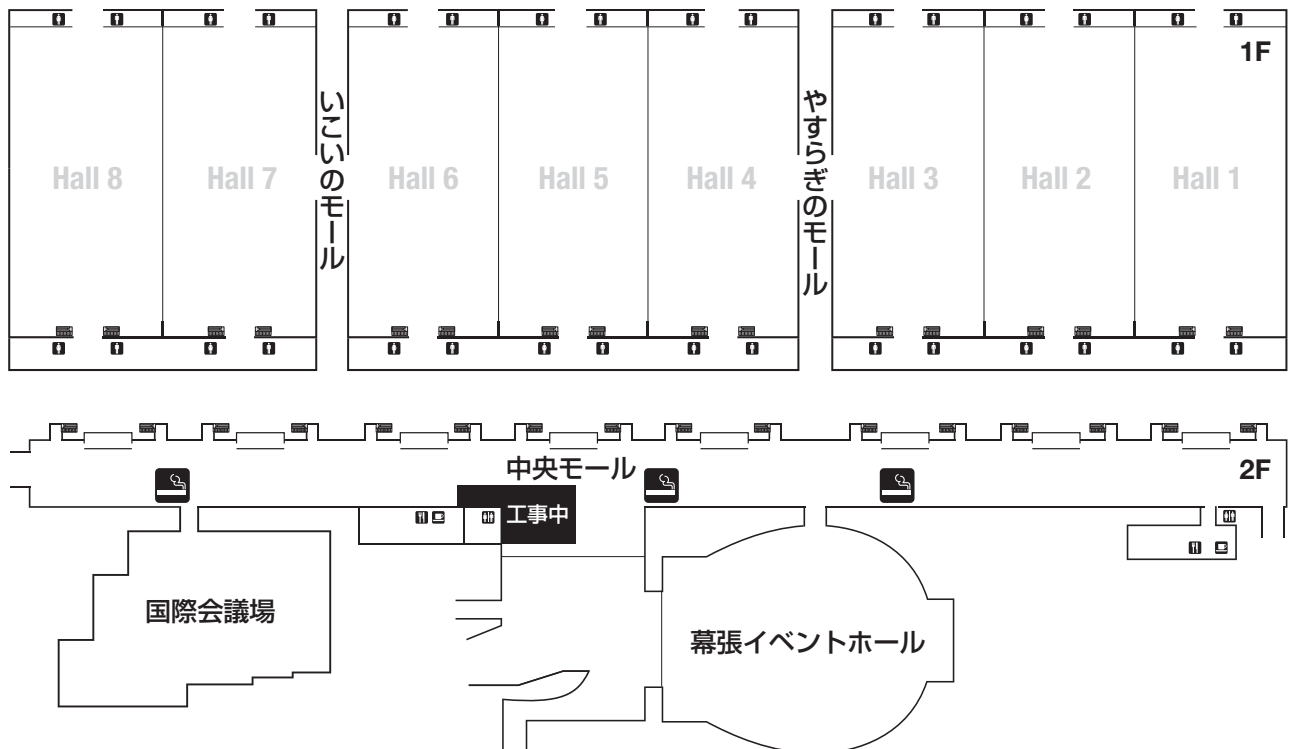 1F
Hall 8
Hall 7
いこいのモール
Hall 6
Hall 5
Hall 4
やすらぎのモール
Hall 3
Hall 2
Hall 1
中央モール
2F
工事中
国際会議場
幕張イベントホール